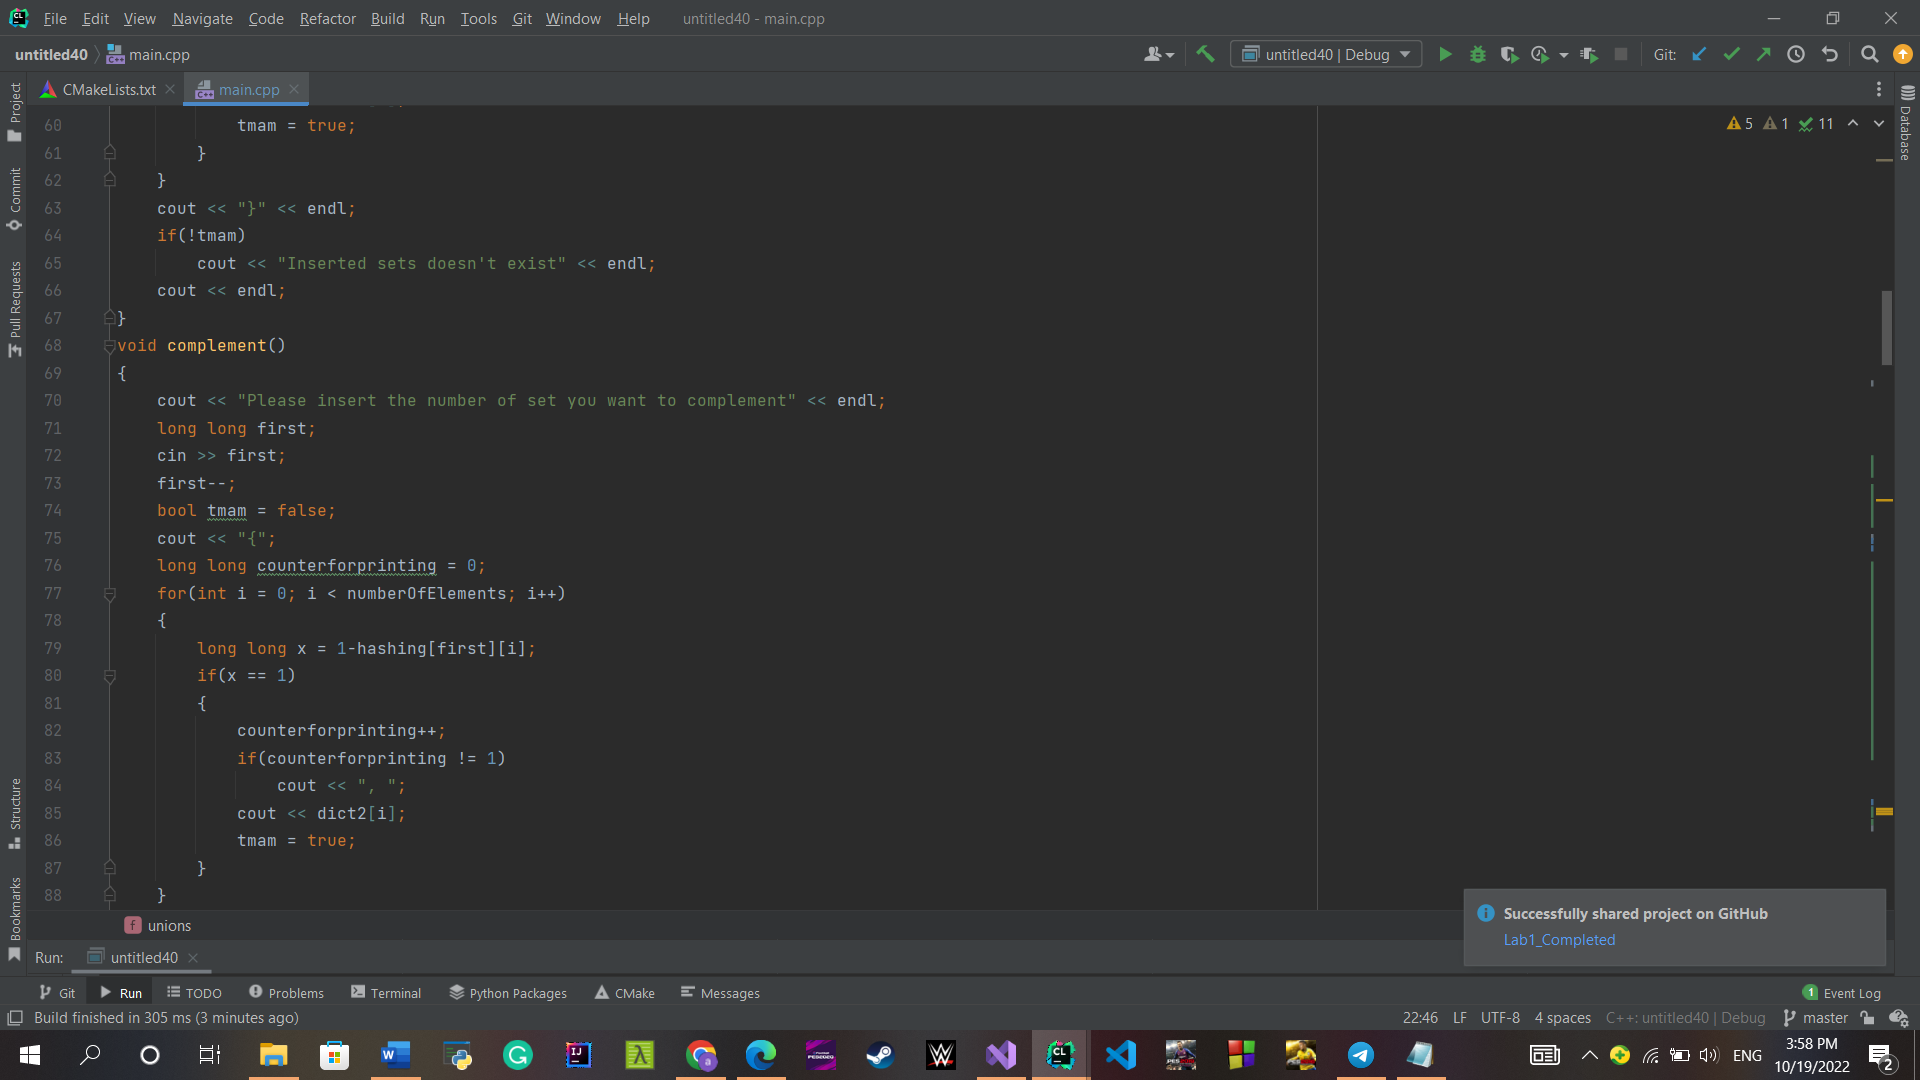 File Edit View Navigate Code Refactor Build Run Tools Git Window Help untitled40 - main.cpp
untitled40 main.cpp untitled40 | Debug Git:
CMakeLists.txt main.cpp
5 1 11
Project
Commit
Pull Requests
Structure
Bookmarks
Database
60 tmam = true;
61 }
62 }
63 cout << "}" << endl;
64 if(!tmam)
65 cout << "Inserted sets doesn't exist" << endl;
66 cout << endl;
67 }
68 void complement()
69 {
70 cout << "Please insert the number of set you want to complement" << endl;
71 long long first;
72 cin >> first;
73 first--;
74 bool tmam = false;
75 cout << "{";
76 long long counterforprinting = 0;
77 for(int i = 0; i < numberOfElements; i++)
78 {
79 long long x = 1-hashing[first][i];
80 if(x == 1)
81 {
82 counterforprinting++;
83 if(counterforprinting != 1)
84 cout << ", ";
85 cout << dict2[i];
86 tmam = true;
87 }
88 }
f unions
Successfully shared project on GitHub
Lab1_Completed
Run: untitled40
Git Run TODO Problems Terminal Python Packages CMake Messages 1 Event Log
Build finished in 305 ms (3 minutes ago) 22:46 LF UTF-8 4 spaces C++: untitled40 | Debug master
ENG 3:58 PM
10/19/2022 2